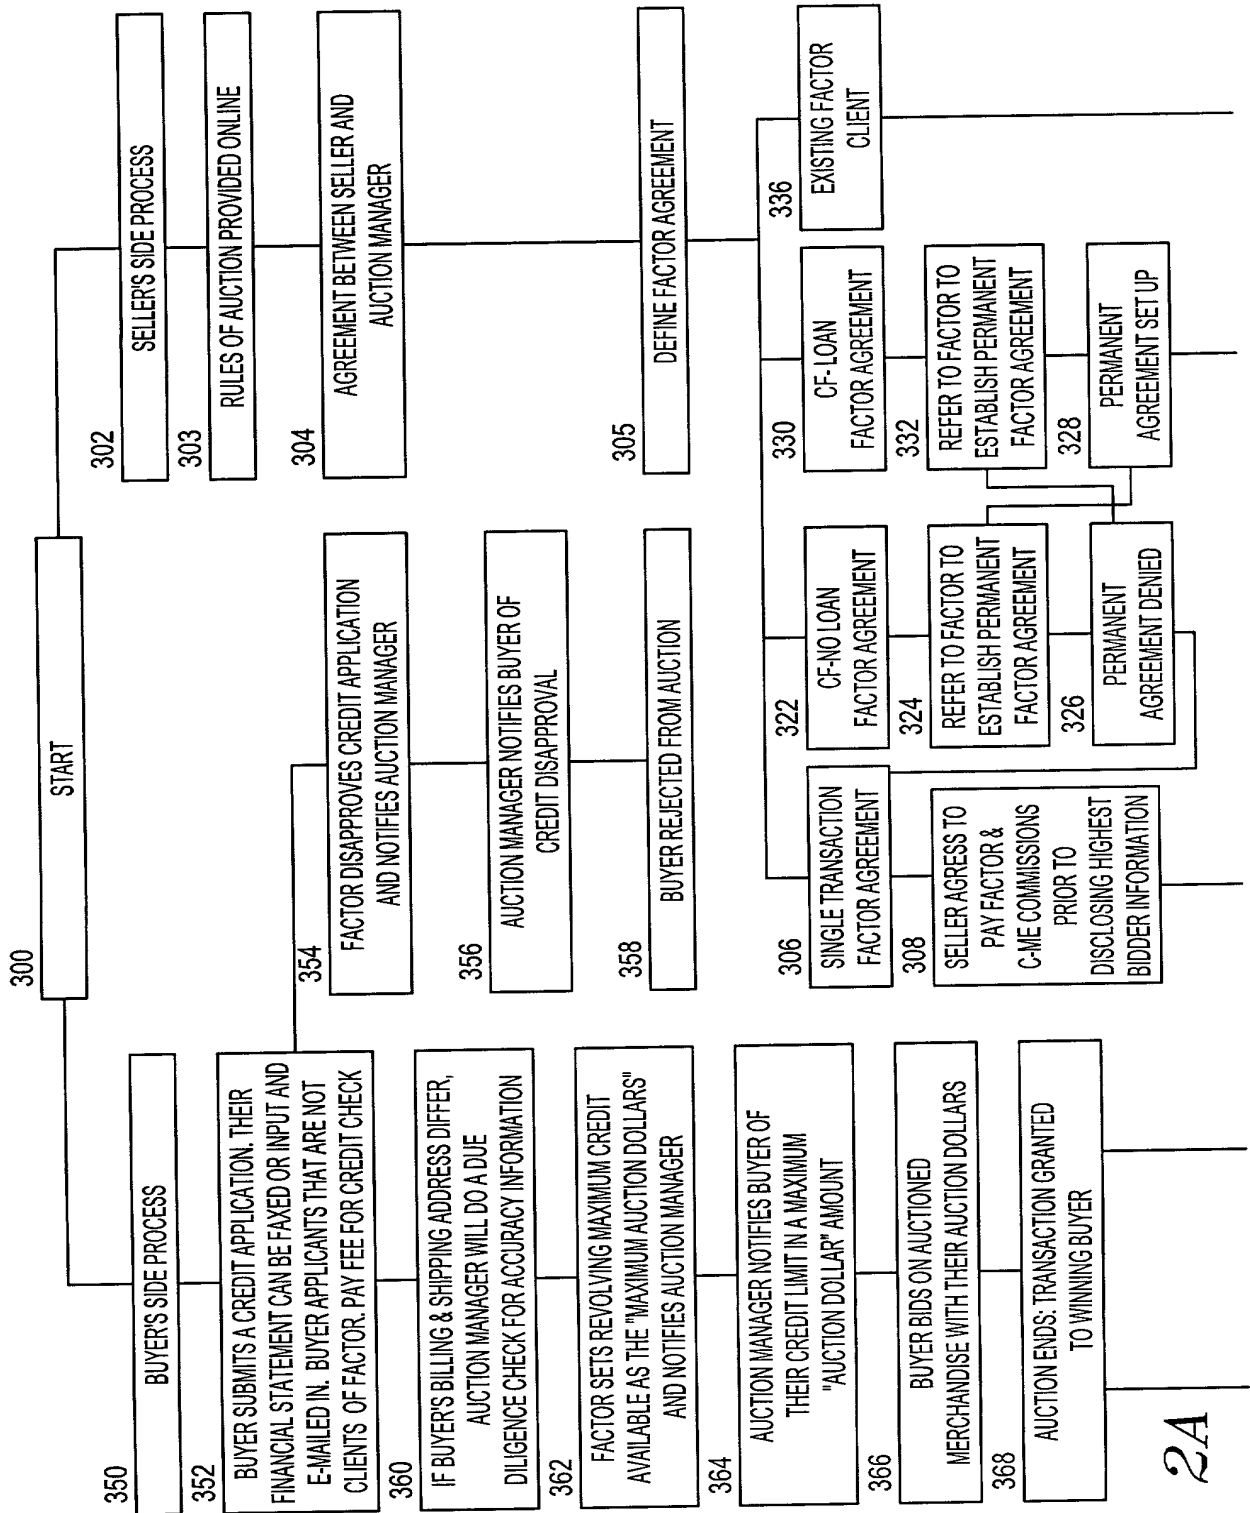 300
START
350
BUYER'S SIDE PROCESS
352
BUYER SUBMITS A CREDIT APPLICATION. THEIR
FINANCIAL STATEMENT CAN BE FAXED OR INPUT AND
E-MAILED IN. BUYER APPLICANTS THAT ARE NOT
CLIENTS OF FACTOR. PAY FEE FOR CREDIT CHECK
360
IF BUYER'S BILLING & SHIPPING ADDRESS DIFFER,
AUCTION MANAGER WILL DO A DUE
DILIGENCE CHECK FOR ACCURACY INFORMATION
362
FACTOR SETS REVOLVING MAXIMUM CREDIT
AVAILABLE AS THE "MAXIMUM AUCTION DOLLARS"
AND NOTIFIES AUCTION MANAGER
364
AUCTION MANAGER NOTIFIES BUYER OF
THEIR CREDIT LIMIT IN A MAXIMUM
"AUCTION DOLLAR" AMOUNT
366
BUYER BIDS ON AUCTIONED
MERCHANDISE WITH THEIR AUCTION DOLLARS
368
AUCTION ENDS: TRANSACTION GRANTED
TO WINNING BUYER
354
FACTOR DISAPPROVES CREDIT APPLICATION
AND NOTIFIES AUCTION MANAGER
356
AUCTION MANAGER NOTIFIES BUYER OF
CREDIT DISAPPROVAL
358
BUYER REJECTED FROM AUCTION
302
SELLER'S SIDE PROCESS
303
RULES OF AUCTION PROVIDED ONLINE
304
AGREEMENT BETWEEN SELLER AND
AUCTION MANAGER
305
DEFINE FACTOR AGREEMENT
306
SINGLE TRANSACTION
FACTOR AGREEMENT
308
SELLER AGRESS TO
PAY FACTOR &
C-ME COMMISSIONS
PRIOR TO
DISCLOSING HIGHEST
BIDDER INFORMATION
322
CF-NO LOAN
FACTOR AGREEMENT
324
REFER TO FACTOR TO
ESTABLISH PERMANENT
FACTOR AGREEMENT
326
PERMANENT
AGREEMENT DENIED
330
CF-LOAN
FACTOR AGREEMENT
332
REFER TO FACTOR TO
ESTABLISH PERMANENT
FACTOR AGREEMENT
328
PERMANENT
AGREEMENT SET UP
336
EXISTING FACTOR
CLIENT
2A